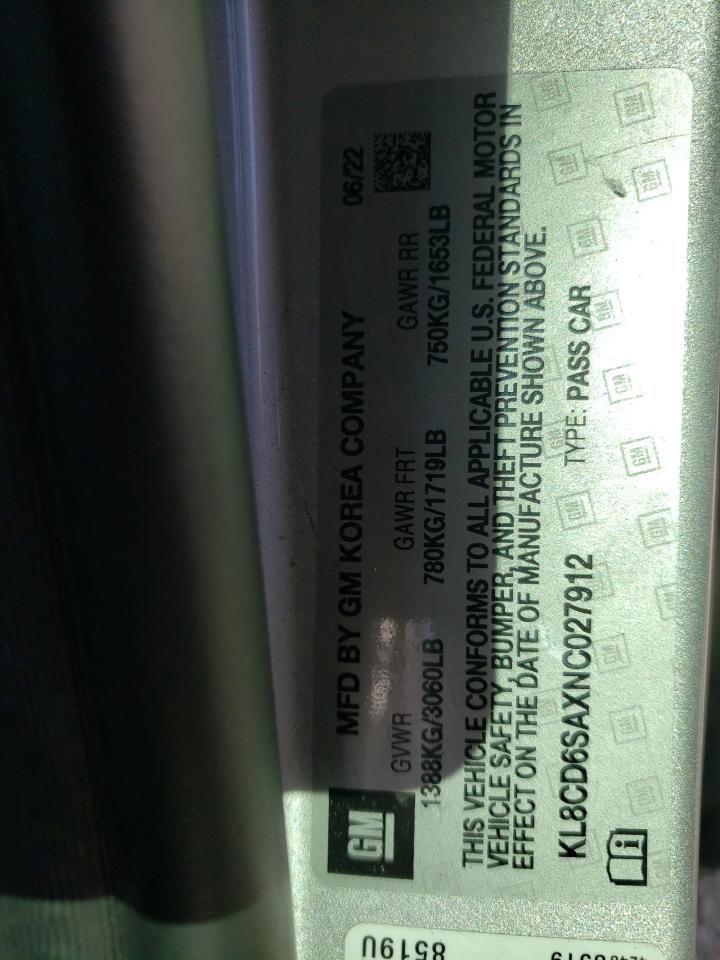 GM
MFD BY GM KOREA COMPANY 06/22
GVWR GAWR FRT GAWR RR
1388KG/3060LB 780KG/1719LB 750KG/1653LB
THIS VEHICLE CONFORMS TO ALL APPLICABLE U.S. FEDERAL MOTOR
VEHICLE SAFETY, BUMPER, AND THEFT PREVENTION STANDARDS IN
EFFECT ON THE DATE OF MANUFACTURE SHOWN ABOVE.
KL8CD6SAXNC027912 TYPE: PASS CAR
8519U